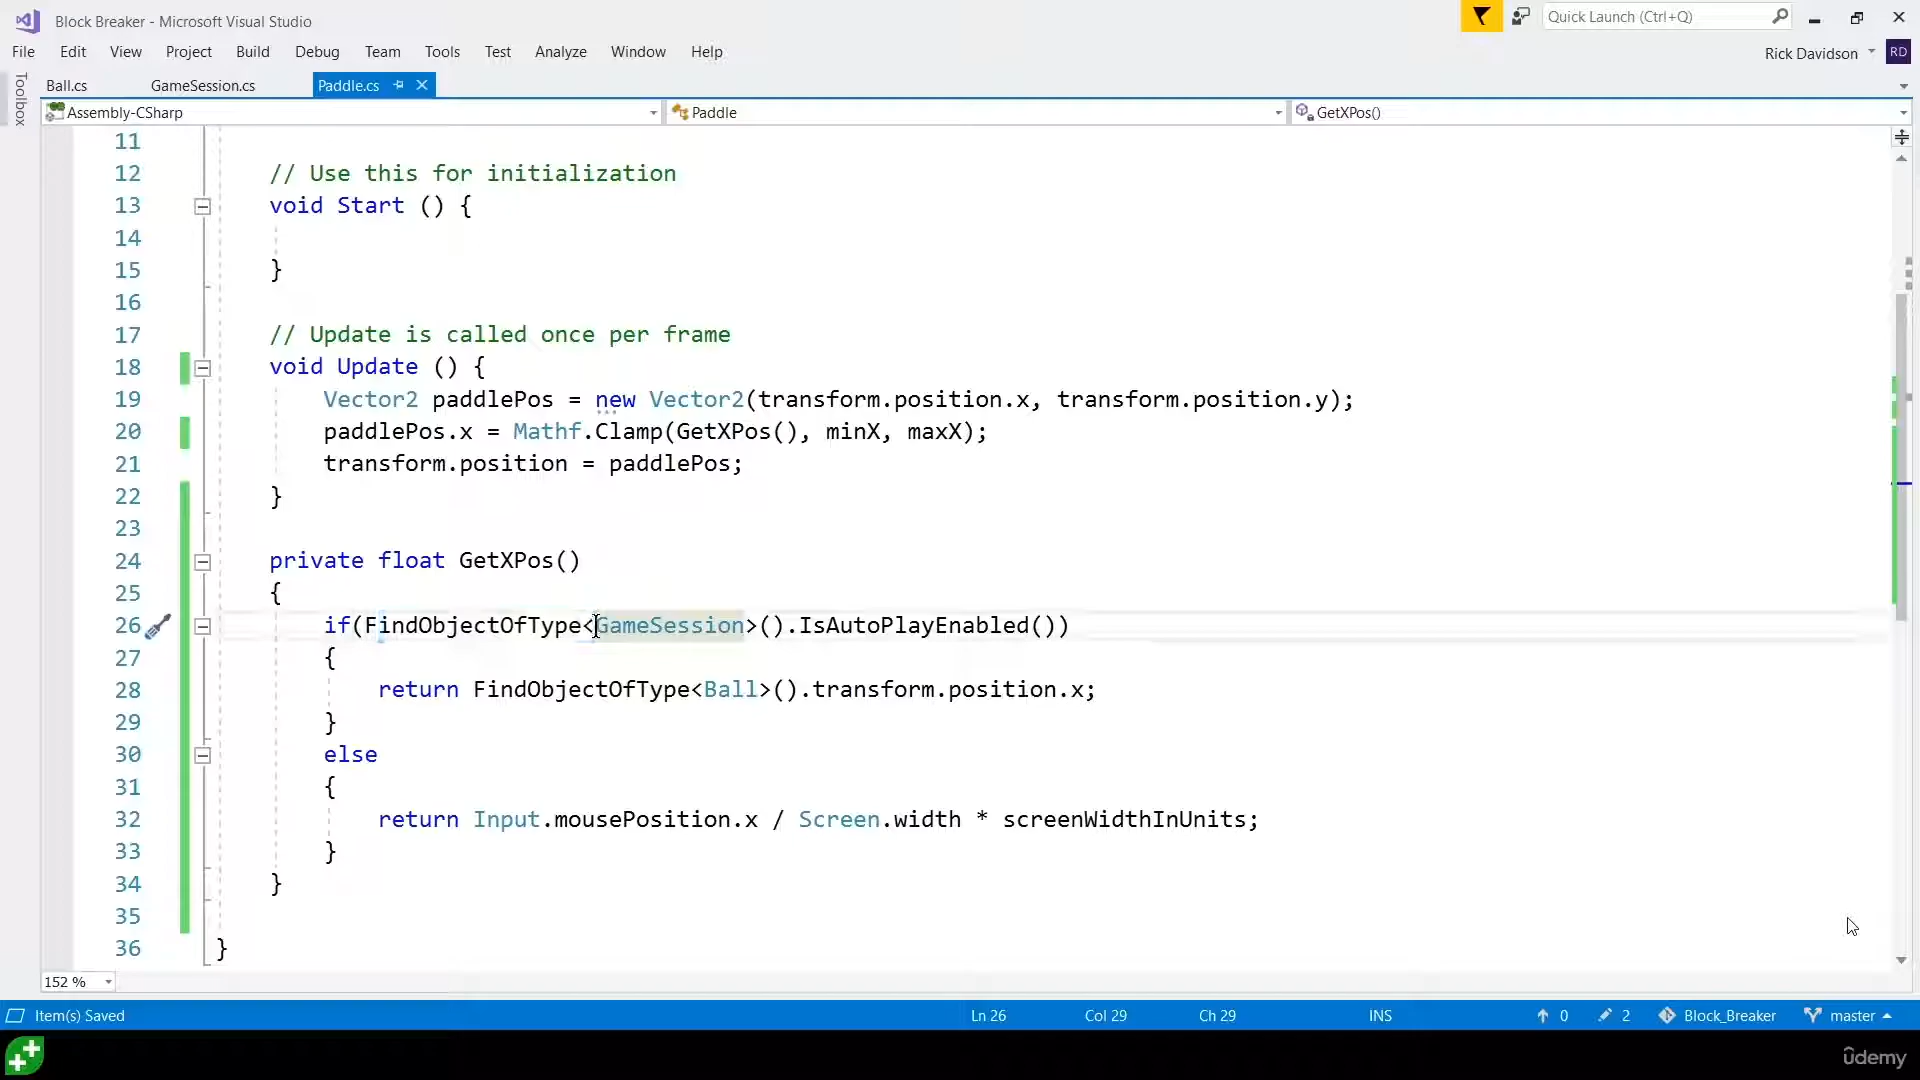 Block Breaker - Microsoft Visual Studio
Quick Launch (Ctrl+Q)
File Edit View Project Build Debug Team Tools Test Analyze Window Help
Rick Davidson RD
Toolbox
Ball.cs GameSession.cs Paddle.cs
Assembly-CSharp Paddle GetXPos()
11
12 // Use this for initialization
13 void Start () {
14
15 }
16
17 // Update is called once per frame
18 void Update () {
19 Vector2 paddlePos = new Vector2(transform.position.x, transform.position.y);
20 paddlePos.x = Mathf.Clamp(GetXPos(), minX, maxX);
21 transform.position = paddlePos;
22 }
23
24 private float GetXPos()
25 {
26 if(FindObjectOfType<GameSession>().IsAutoPlayEnabled())
27 {
28 return FindObjectOfType<Ball>().transform.position.x;
29 }
30 else
31 {
32 return Input.mousePosition.x / Screen.width * screenWidthInUnits;
33 }
34 }
35
36 }
152 %
Item(s) Saved Ln 26 Col 29 Ch 29 INS 0 2 Block_Breaker master
udemy